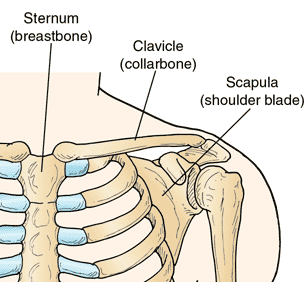 Sternum
(breastbone)
Clavicle
(collarbone)
Scapula
(shoulder blade)